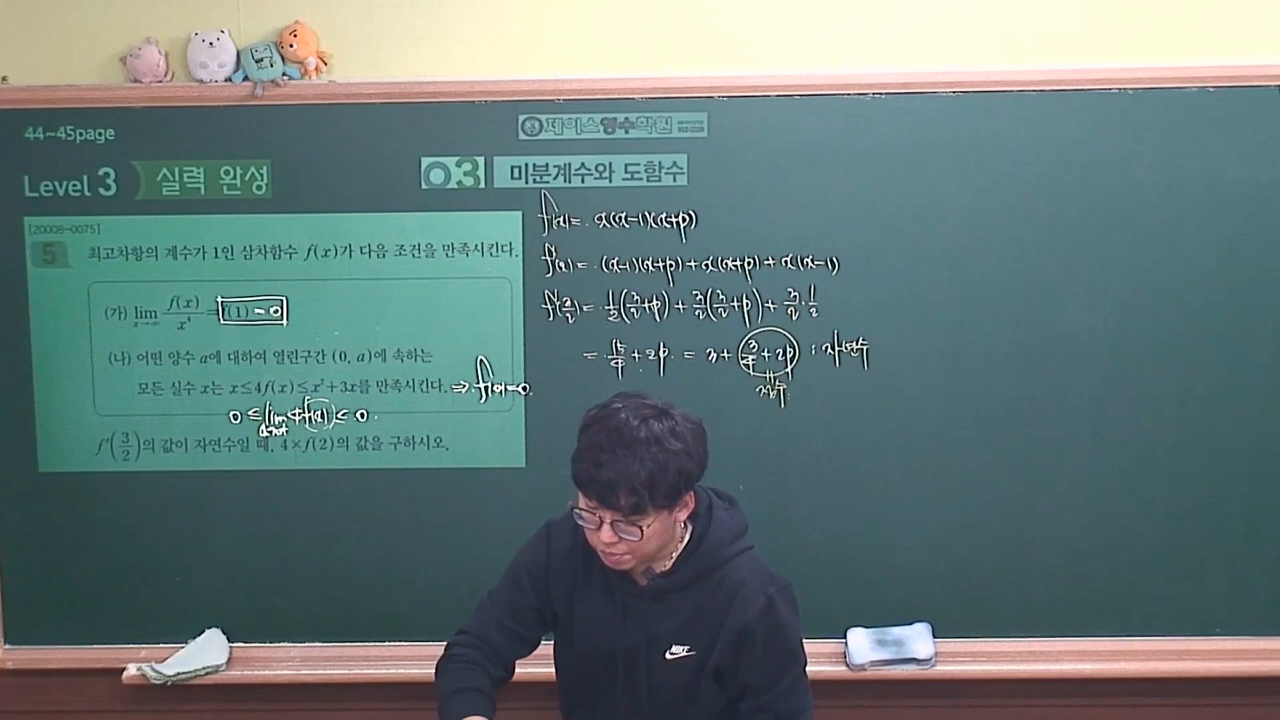 44~45page
제이스영수학원
Level 3 실력 완성
03 미분계수와 도함수
[20008-0075]
5 최고차항의 계수가 1인 삼차함수 f(x)가 다음 조건을 만족시킨다.
(가) lim x→∞ f(x)/x⁴ = f(1) = 0
(나) 어떤 양수 a에 대하여 열린구간 (0, a)에 속하는
모든 실수 x는 x≤4f(x)≤x²+3x를 만족시킨다. ⇒ f(0)=0.
0 ≤ lim 4f(x) ≤ 0.
f′(3/2)의 값이 자연수일 때, 4×f(2)의 값을 구하시오.
f(x)= x(x-1)(x+p)
f′(x)= (x-1)(x+p)+x(x+p)+x(x-1)
f′(3/2)= 1/2(3/2+p)+3/2(3/2+p)+3/2·1/2
= 15/4+2p = 3+(3/4+2p) : 자연수
정수
NIKE